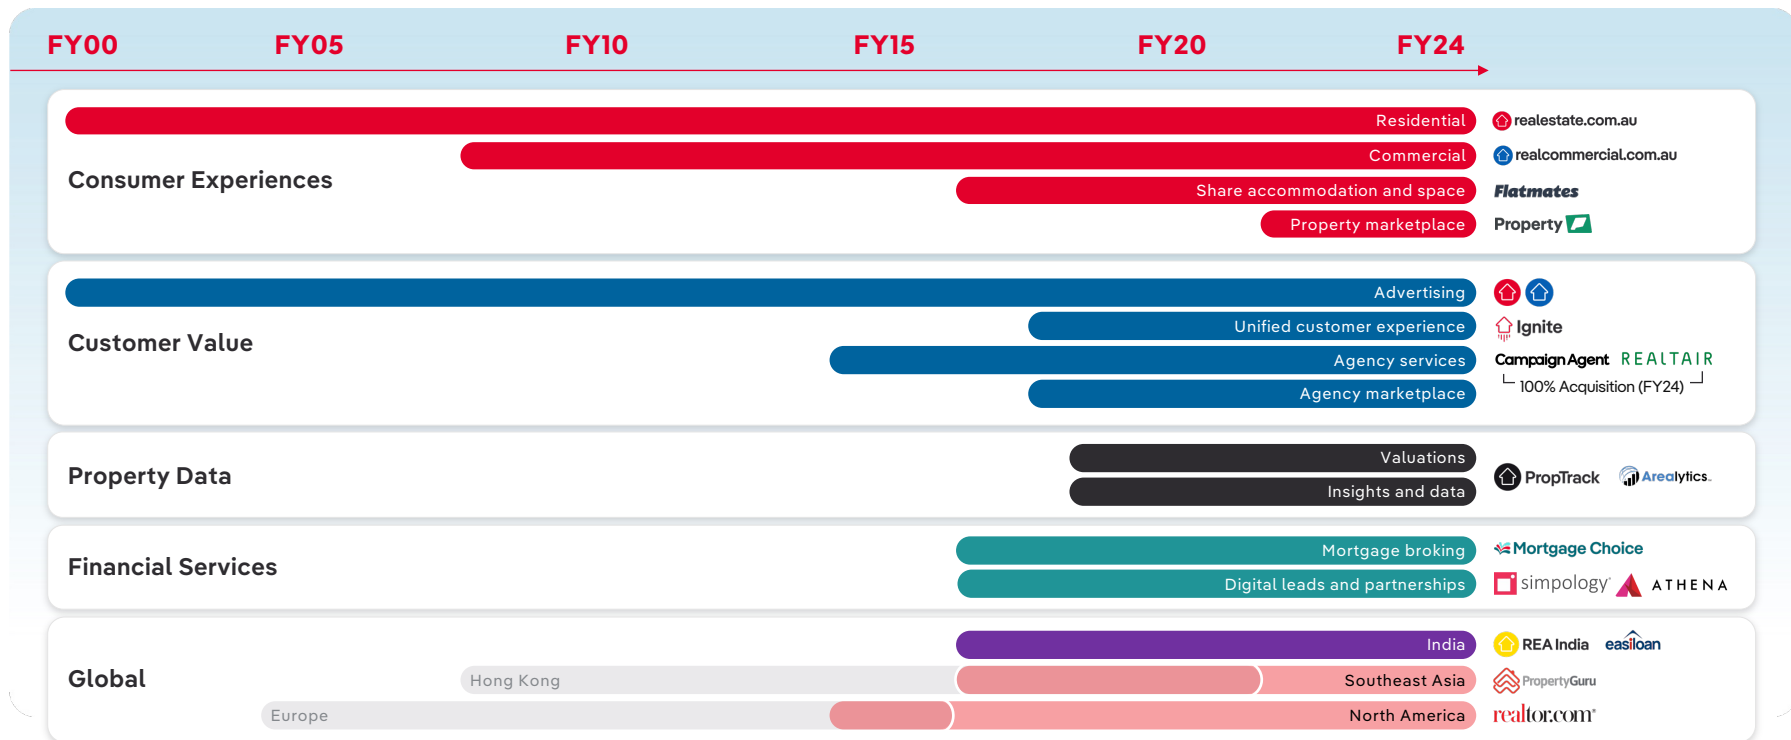 FY00 FY05 FY10 FY15 FY20 FY24
Consumer Experiences
Residential realestate.com.au
Commercial realcommercial.com.au
Share accommodation and space Flatmates
Property marketplace Property
Customer Value
Advertising
Unified customer experience Ignite
Agency services Campaign Agent REALTAIR
100% Acquisition (FY24)
Agency marketplace
Property Data
Valuations
Insights and data
PropTrack Arealytics
Financial Services
Mortgage broking Mortgage Choice
Digital leads and partnerships simpology ATHENA
Global
India REA India easiloan
Hong Kong Southeast Asia PropertyGuru
Europe North America realtor.com®